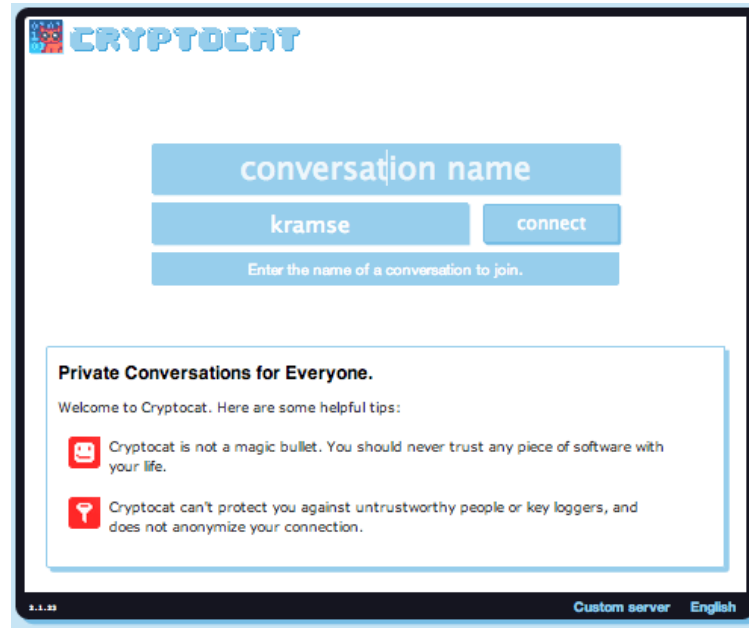 CRYPTOCAT
conversation name
kramse
connect
Enter the name of a conversation to join.
Private Conversations for Everyone.
Welcome to Cryptocat. Here are some helpful tips:
Cryptocat is not a magic bullet. You should never trust any piece of software with
your life.
Cryptocat can't protect you against untrustworthy people or key loggers, and
does not anonymize your connection.
Custom server English